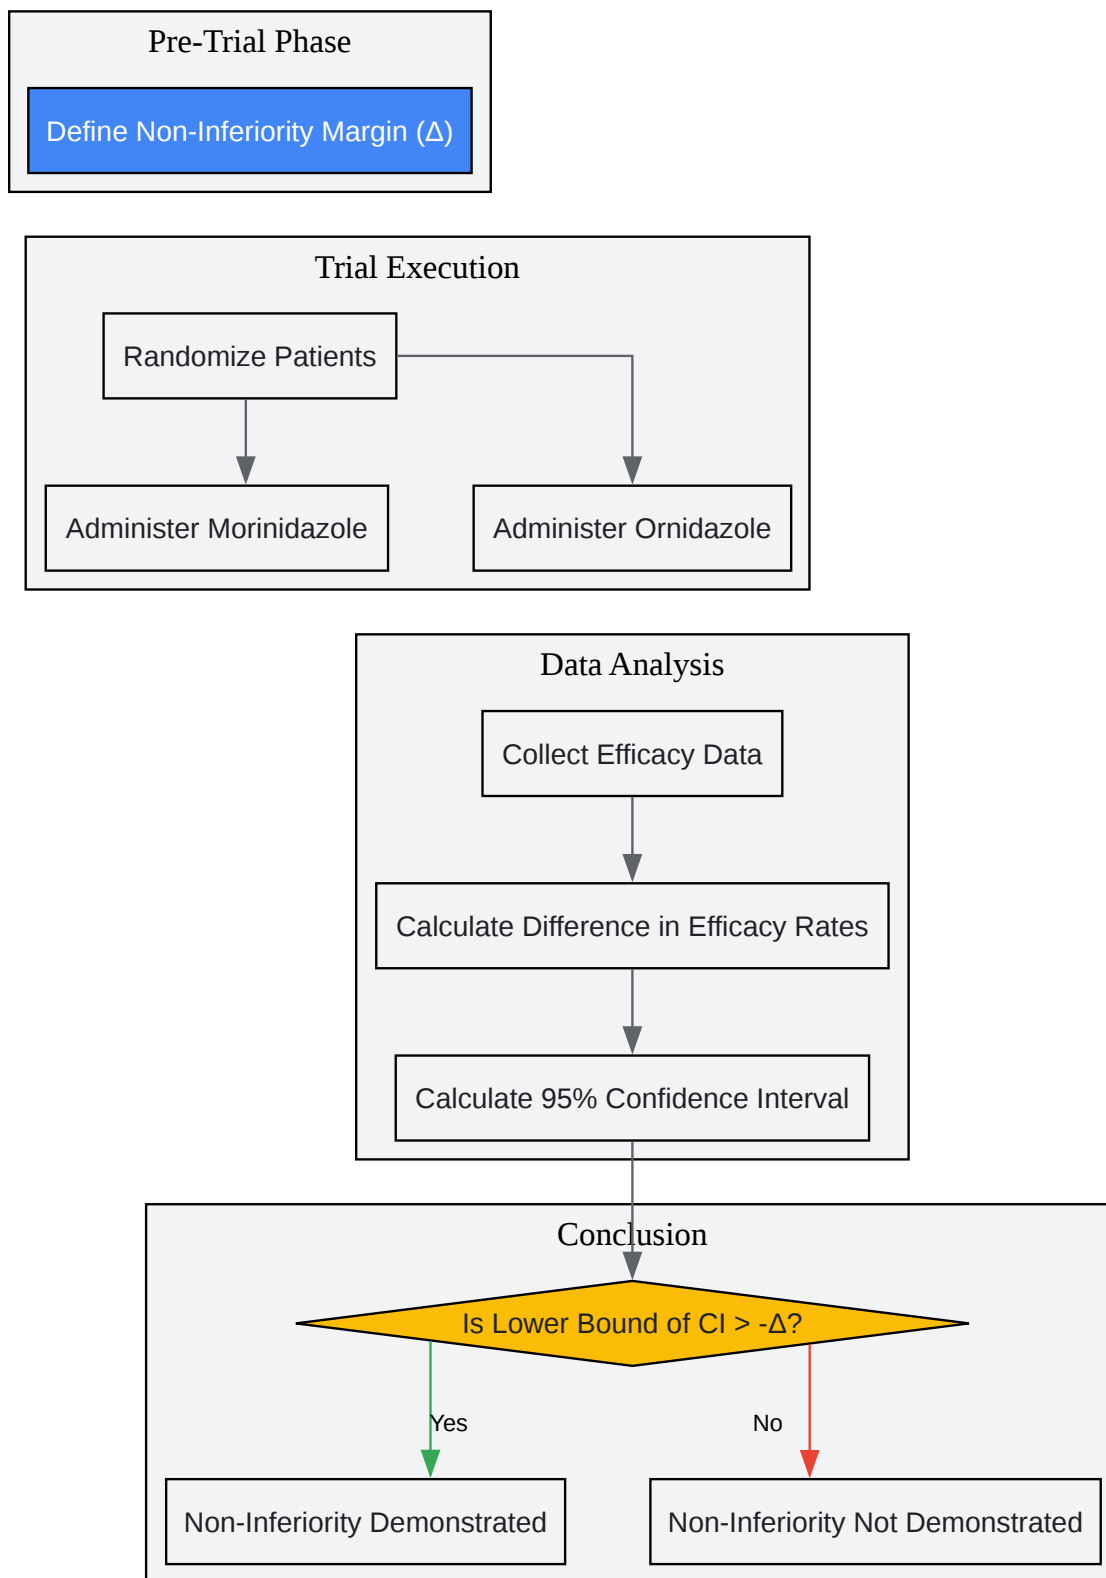 Pre-Trial Phase
Define Non-Inferiority Margin (Δ)
Trial Execution
Randomize Patients
Administer Morinidazole
Administer Ornidazole
Data Analysis
Collect Efficacy Data
Calculate Difference in Efficacy Rates
Calculate 95% Confidence Interval
Conclusion
Is Lower Bound of CI > -Δ?
Yes
No
Non-Inferiority Demonstrated
Non-Inferiority Not Demonstrated